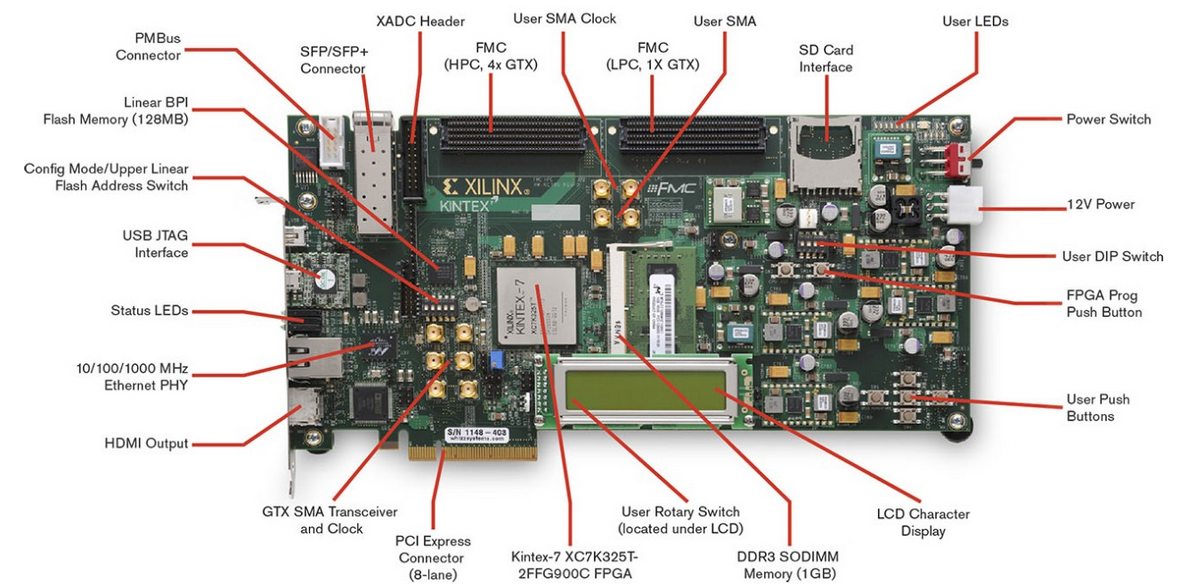 XADC Header
User SMA Clock
User SMA
User LEDs
PMBus
Connector
SFP/SFP+
Connector
FMC
(HPC, 4x GTX)
FMC
(LPC, 1X GTX)
SD Card
Interface
Linear BPI
Flash Memory (128MB)
Power Switch
Config Mode/Upper Linear
Flash Address Switch
XILINX®
KINTEX™
FMC
12V Power
USB JTAG
Interface
User DIP Switch
FPGA Prog
Push Button
Status LEDs
XILINX®
KINTEX-7
XC7K325T
10/100/1000 MHz
Ethernet PHY
User Push
Buttons
HDMI Output
S/N 1148-403
whizzsystems.com
GTX SMA Transceiver
and Clock
PCI Express
Connector
(8-lane)
Kintex-7 XC7K325T-
2FFG900C FPGA
User Rotary Switch
(located under LCD)
DDR3 SODIMM
Memory (1GB)
LCD Character
Display